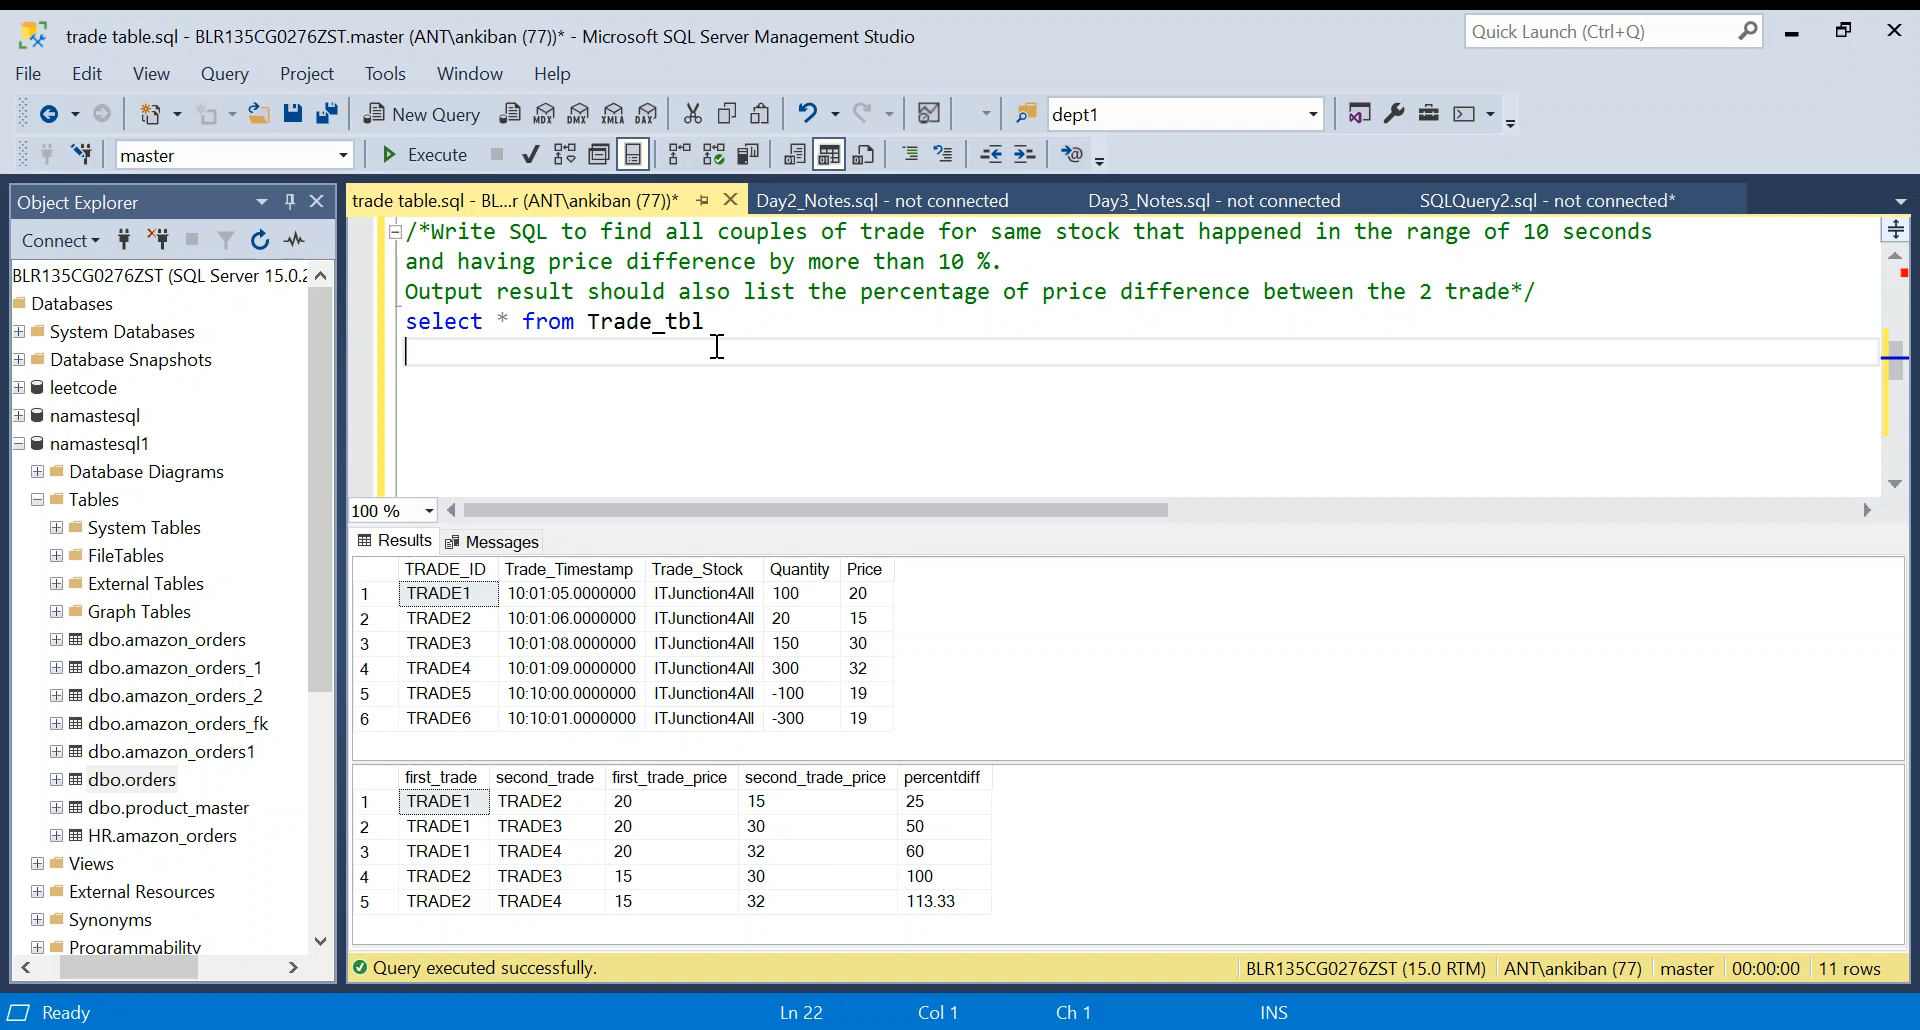 trade table.sql - BLR135CG0276ZST.master (ANT\ankiban (77))* - Microsoft SQL Server Management Studio
Quick Launch (Ctrl+Q)
File Edit View Query Project Tools Window Help
New Query MDX DMX XMLA DAX dept1
master Execute
Object Explorer
trade table.sql - BL...r (ANT\ankiban (77))* Day2_Notes.sql - not connected Day3_Notes.sql - not connected SQLQuery2.sql - not connected*
Connect
BLR135CG0276ZST (SQL Server 15.0.2
Databases
System Databases
Database Snapshots
leetcode
namastesql
namastesql1
Database Diagrams
Tables
System Tables
FileTables
External Tables
Graph Tables
dbo.amazon_orders
dbo.amazon_orders_1
dbo.amazon_orders_2
dbo.amazon_orders_fk
dbo.amazon_orders1
dbo.orders
dbo.product_master
HR.amazon_orders
Views
External Resources
Synonyms
Programmability
/*Write SQL to find all couples of trade for same stock that happened in the range of 10 seconds
and having price difference by more than 10 %.
Output result should also list the percentage of price difference between the 2 trade*/
select * from Trade_tbl
100 %
Results Messages
TRADE_ID Trade_Timestamp Trade_Stock Quantity Price
1 TRADE1 10:01:05.0000000 ITJunction4All 100 20
2 TRADE2 10:01:06.0000000 ITJunction4All 20 15
3 TRADE3 10:01:08.0000000 ITJunction4All 150 30
4 TRADE4 10:01:09.0000000 ITJunction4All 300 32
5 TRADE5 10:10:00.0000000 ITJunction4All -100 19
6 TRADE6 10:10:01.0000000 ITJunction4All -300 19
first_trade second_trade first_trade_price second_trade_price percentdiff
1 TRADE1 TRADE2 20 15 25
2 TRADE1 TRADE3 20 30 50
3 TRADE1 TRADE4 20 32 60
4 TRADE2 TRADE3 15 30 100
5 TRADE2 TRADE4 15 32 113.33
Query executed successfully. BLR135CG0276ZST (15.0 RTM) ANT\ankiban (77) master 00:00:00 11 rows
Ready Ln 22 Col 1 Ch 1 INS